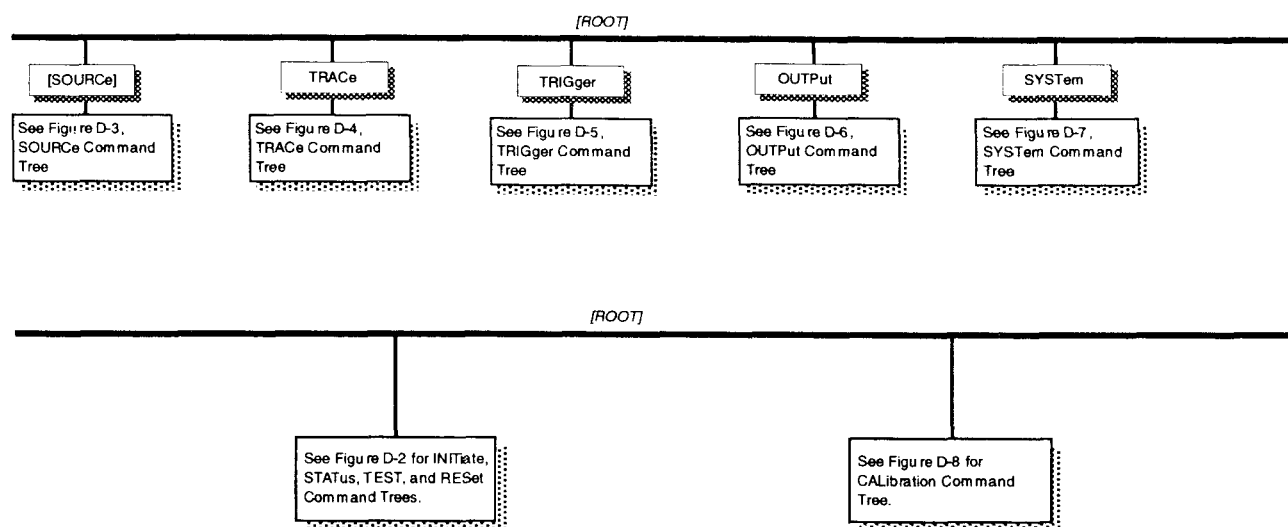 [ROOT]
[SOURCe]
TRACe
TRIGger
OUTPut
SYSTem
See Figure D-3,
SOURCe Command
Tree
See Figure D-4,
TRACe Command
Tree
See Figure D-5,
TRIGger Command
Tree
See Figure D-6,
OUTPut Command
Tree
See Figure D-7,
SYSTem Command
Tree
[ROOT]
See Figure D-2 for INITiate,
STATus, TEST, and RESet
Command Trees.
See Figure D-8 for
CALibration Command
Tree.